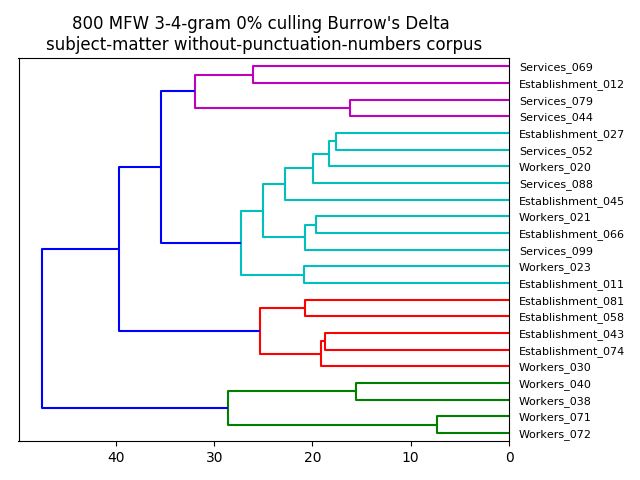 800 MFW 3-4-gram 0% culling Burrow's Delta
subject-matter without-punctuation-numbers corpus
Services_069
Establishment_012
Services_079
Services_044
Establishment_027
Services_052
Workers_020
Services_088
Establishment_045
Workers_021
Establishment_066
Services_099
Workers_023
Establishment_011
Establishment_081
Establishment_058
Establishment_043
Establishment_074
Workers_030
Workers_040
Workers_038
Workers_071
Workers_072
40 30 20 10 0